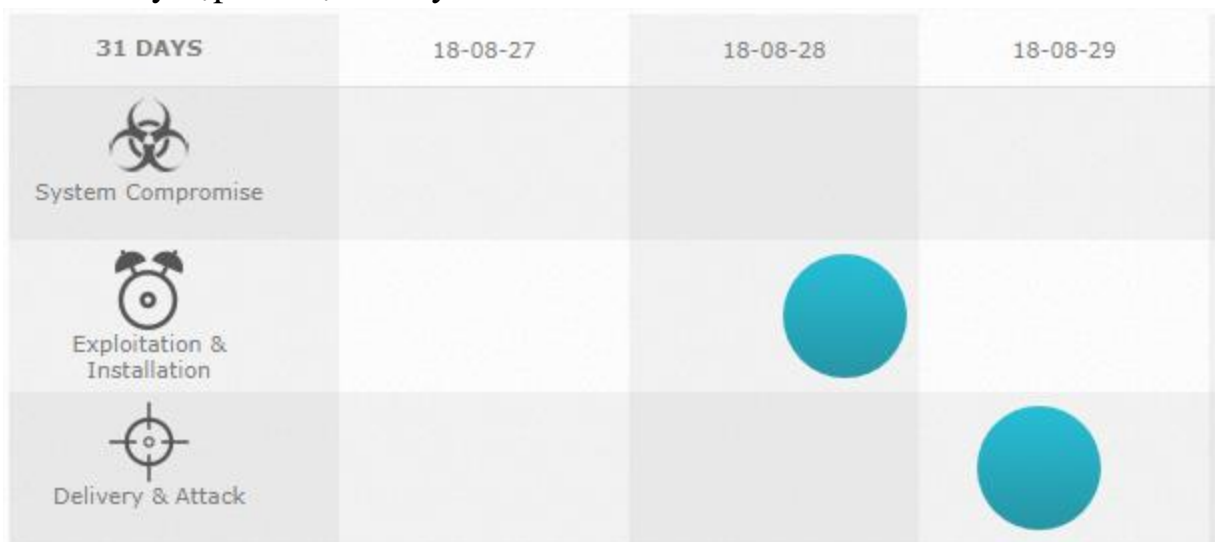 31 DAYS 18-08-27 18-08-28 18-08-29
System Compromise
Exploitation &
Installation
Delivery & Attack